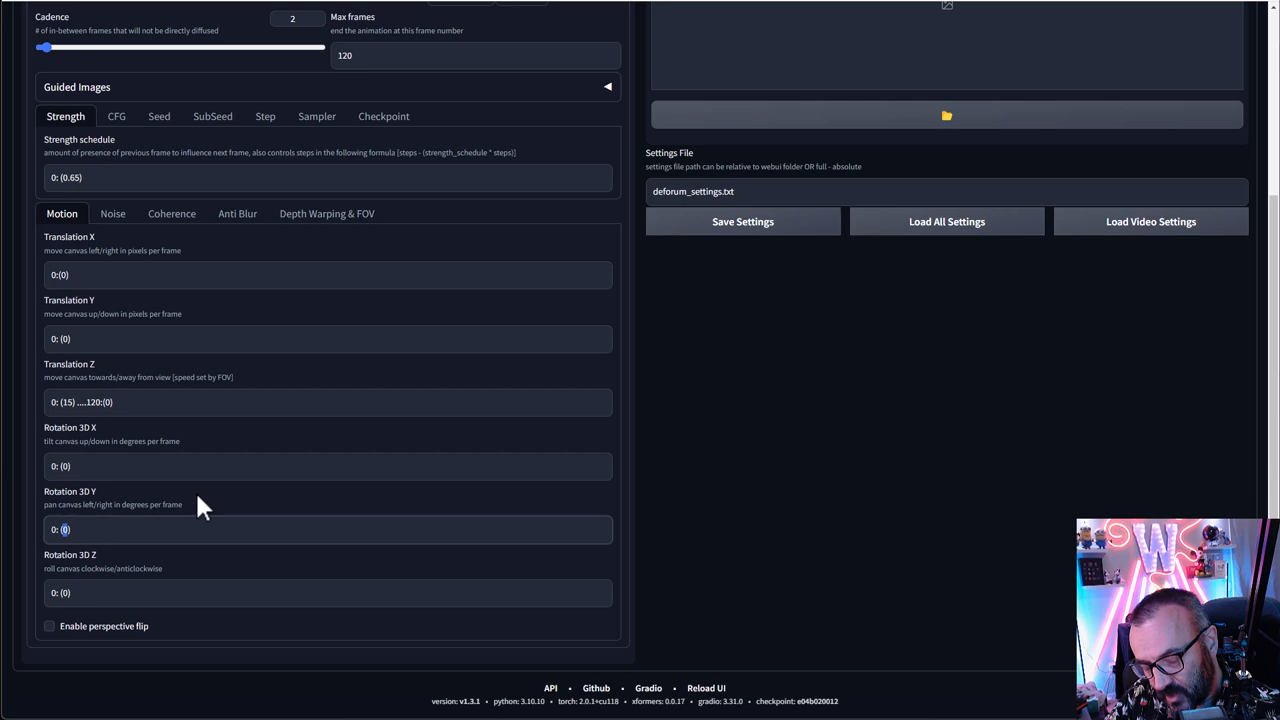 Cadence
# of in-between frames that will not be directly diffused
2
Max frames
end the animation at this frame number
120
Guided Images
Strength CFG Seed SubSeed Step Sampler Checkpoint
Strength schedule
amount of presence of previous frame to influence next frame, also controls steps in the following formula [steps - (strength_schedule * steps)]
0: (0.65)
Motion Noise Coherence Anti Blur Depth Warping & FOV
Translation X
move canvas left/right in pixels per frame
0:(0)
Translation Y
move canvas up/down in pixels per frame
0: (0)
Translation Z
move canvas towards/away from view [speed set by FOV]
0: (15) ....120:(0)
Rotation 3D X
tilt canvas up/down in degrees per frame
0: (0)
Rotation 3D Y
pan canvas left/right in degrees per frame
0: (0)
Rotation 3D Z
roll canvas clockwise/anticlockwise
0: (0)
Enable perspective flip
Settings File
settings file path can be relative to webui folder OR full - absolute
deforum_settings.txt
Save Settings Load All Settings Load Video Settings
API • Github • Gradio • Reload UI
version: v1.3.1 • python: 3.10.10 • torch: 2.0.1+cu118 • xformers: 0.0.17 • gradio: 3.31.0 • checkpoint: e04b020012
W